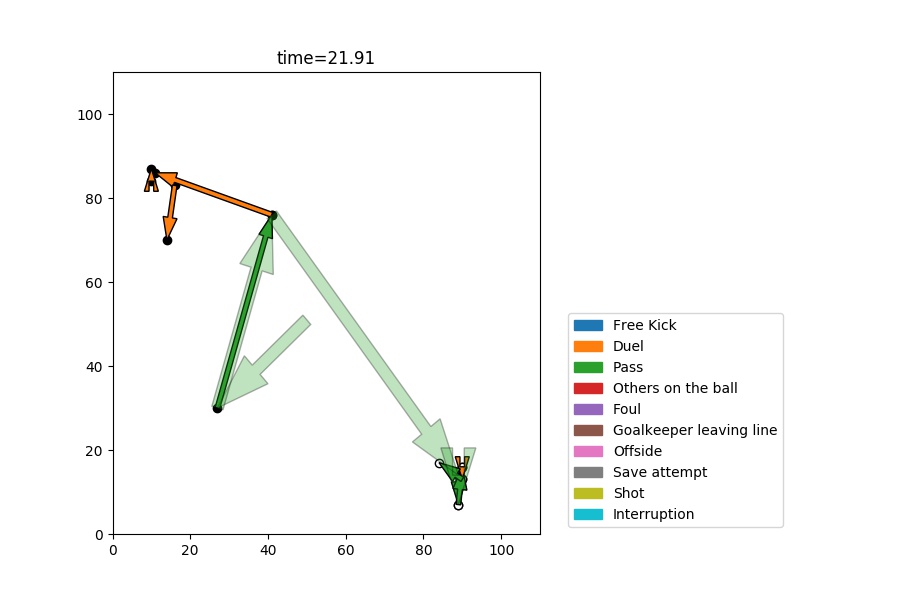 time=21.91
100
80
60
40
20
0
0 20 40 60 80 100
Free Kick
Duel
Pass
Others on the ball
Foul
Goalkeeper leaving line
Offside
Save attempt
Shot
Interruption